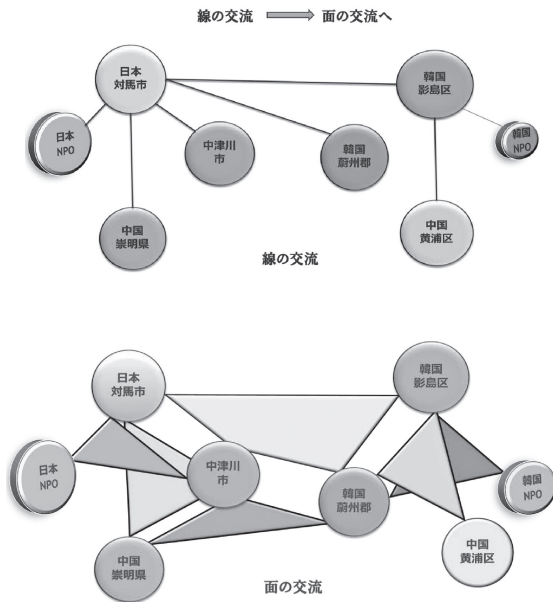 線の交流 面の交流へ
日本
対馬市
韓国
影島区
日本
NPO
中津川
市
韓国
蔚州郡
韓国
NPO
中国
崇明県
中国
黄浦区
線の交流
日本
対馬市
韓国
影島区
日本
NPO
中津川
市
韓国
蔚州郡
韓国
NPO
中国
崇明県
中国
黄浦区
面の交流